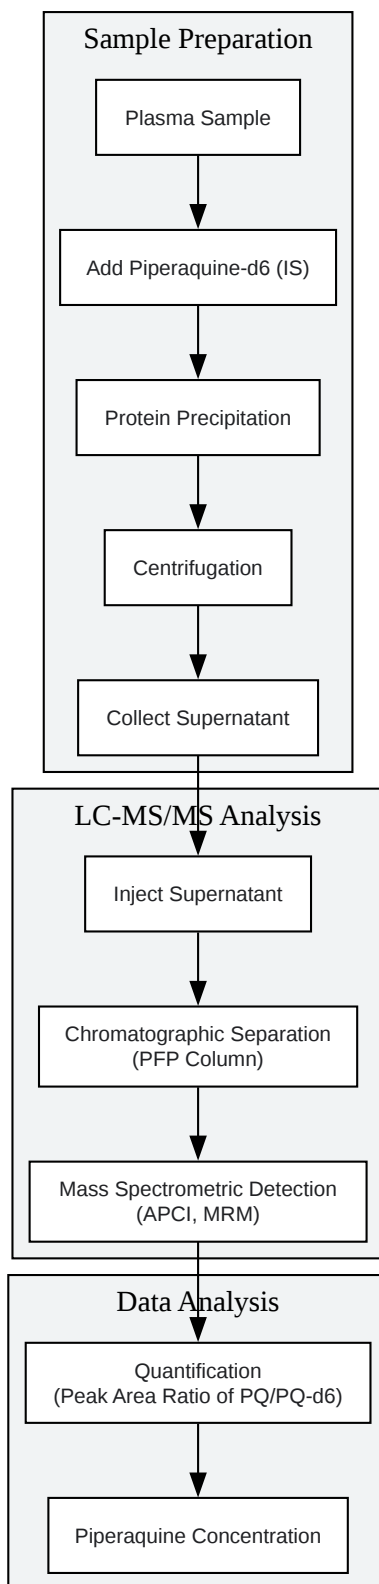 Sample Preparation
Plasma Sample
Add Piperaquine-d6 (IS)
Protein Precipitation
Centrifugation
Collect Supernatant
LC-MS/MS Analysis
Inject Supernatant
Chromatographic Separation
(PFP Column)
Mass Spectrometric Detection
(APCI, MRM)
Data Analysis
Quantification
(Peak Area Ratio of PQ/PQ-d6)
Piperaquine Concentration